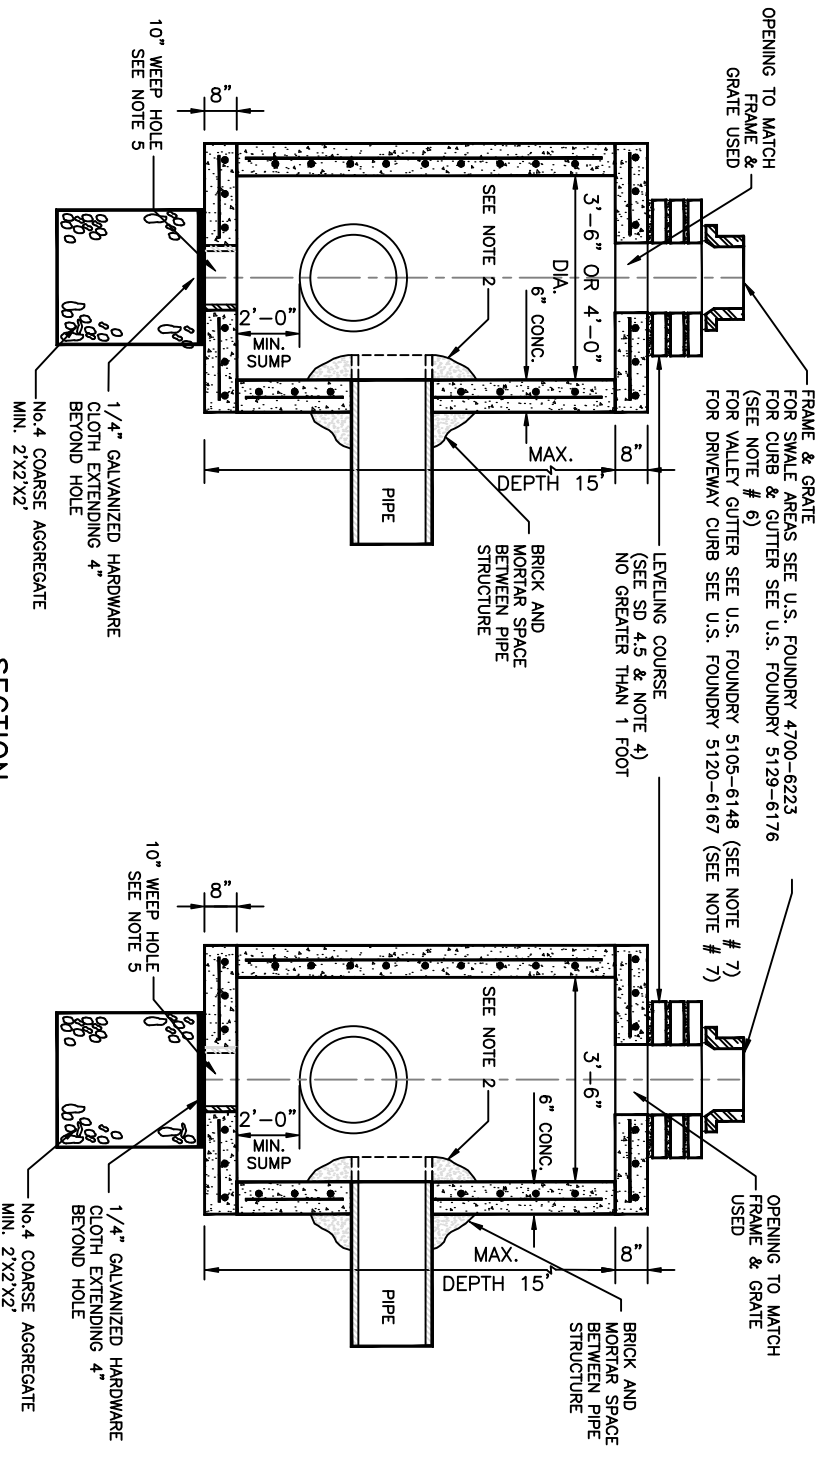 OPENING TO MATCH
FRAME &
GRATE USED
FRAME & GRATE
FOR SWALE AREAS SEE U.S. FOUNDRY 4700-6223
FOR CURB & GUTTER SEE U.S. FOUNDRY 5129-6176
(SEE NOTE # 6)
FOR VALLEY GUTTER SEE U.S. FOUNDRY 5105-6148 (SEE NOTE # 7)
FOR DRIVEWAY CURB SEE U.S. FOUNDRY 5120-6167 (SEE NOTE # 7)
LEVELING COURSE
(SEE SD 4.5 & NOTE 4)
NO GREATER THAN 1 FOOT
8"
3'-6" OR 4'-0"
DIA.
6" CONC.
SEE NOTE 2
MAX.
DEPTH 15'
BRICK AND
MORTAR SPACE
BETWEEN PIPE
STRUCTURE
PIPE
2'-0"
MIN.
SUMP
8"
10" WEEP HOLE
SEE NOTE 5
1/4" GALVANIZED HARDWARE
CLOTH EXTENDING 4"
BEYOND HOLE
No.4 COARSE AGGREGATE
MIN. 2'X2'X2'
OPENING TO MATCH
FRAME & GRATE
USED
8"
3'-6"
6" CONC.
SEE NOTE 2
MAX.
DEPTH 15'
BRICK AND
MORTAR SPACE
BETWEEN PIPE
STRUCTURE
PIPE
2'-0"
MIN.
SUMP
8"
10" WEEP HOLE
SEE NOTE 5
1/4" GALVANIZED HARDWARE
CLOTH EXTENDING 4"
BEYOND HOLE
No.4 COARSE AGGREGATE
MIN. 2'X2'X2'
SECTION